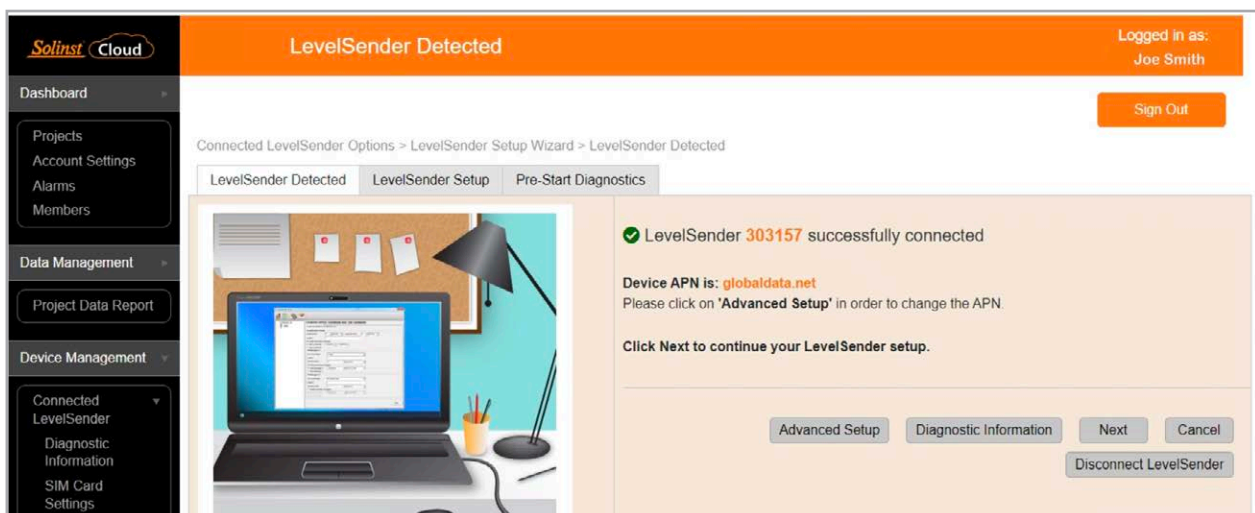 Solinst Cloud
LevelSender Detected
Logged in as:
Joe Smith
Dashboard
Projects
Account Settings
Alarms
Members
Data Management
Project Data Report
Device Management
Connected
LevelSender
Diagnostic
Information
SIM Card
Settings
Sign Out
Connected LevelSender Options > LevelSender Setup Wizard > LevelSender Detected
LevelSender Detected LevelSender Setup Pre-Start Diagnostics
LevelSender 303157 successfully connected
Device APN is: globaldata.net
Please click on 'Advanced Setup' in order to change the APN.
Click Next to continue your LevelSender setup.
Advanced Setup Diagnostic Information Next Cancel
Disconnect LevelSender